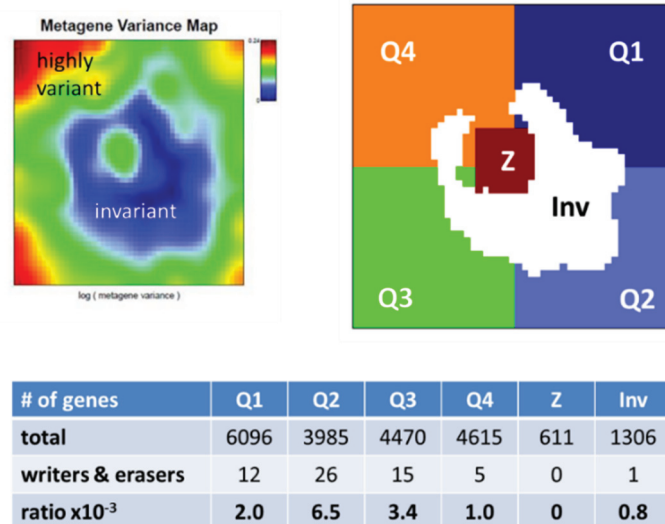 Metagene Variance Map
highly
variant
0.24
0
invariant
log ( metagene variance )
Q4
Q1
Z
Inv
Q3
Q2
# of genes Q1 Q2 Q3 Q4 Z Inv
total 6096 3985 4470 4615 611 1306
writers & erasers 12 26 15 5 0 1
ratio x10⁻³ 2.0 6.5 3.4 1.0 0 0.8